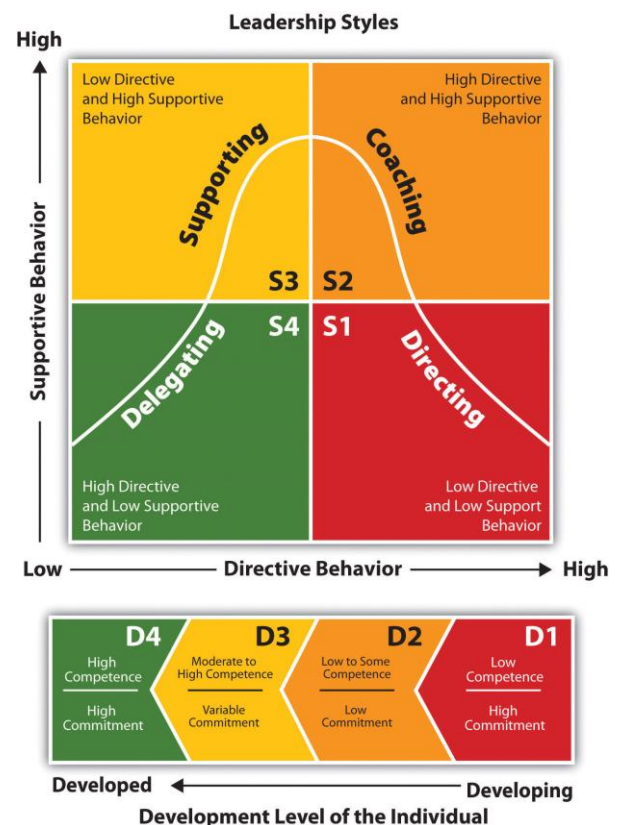 Leadership Styles
High
Low Directive
and High Supportive
Behavior
High Directive
and High Supportive
Behavior
Supporting
Coaching
S3
S2
Supportive Behavior
S4
S1
Delegating
Directing
High Directive
and Low Supportive
Behavior
Low Directive
and Low Support
Behavior
Low
Directive Behavior
High
D4
High
Competence
High
Commitment
D3
Moderate to
High Competence
Variable
Commitment
D2
Low to Some
Competence
Low
Commitment
D1
Low
Competence
High
Commitment
Developed
Developing
Development Level of the Individual